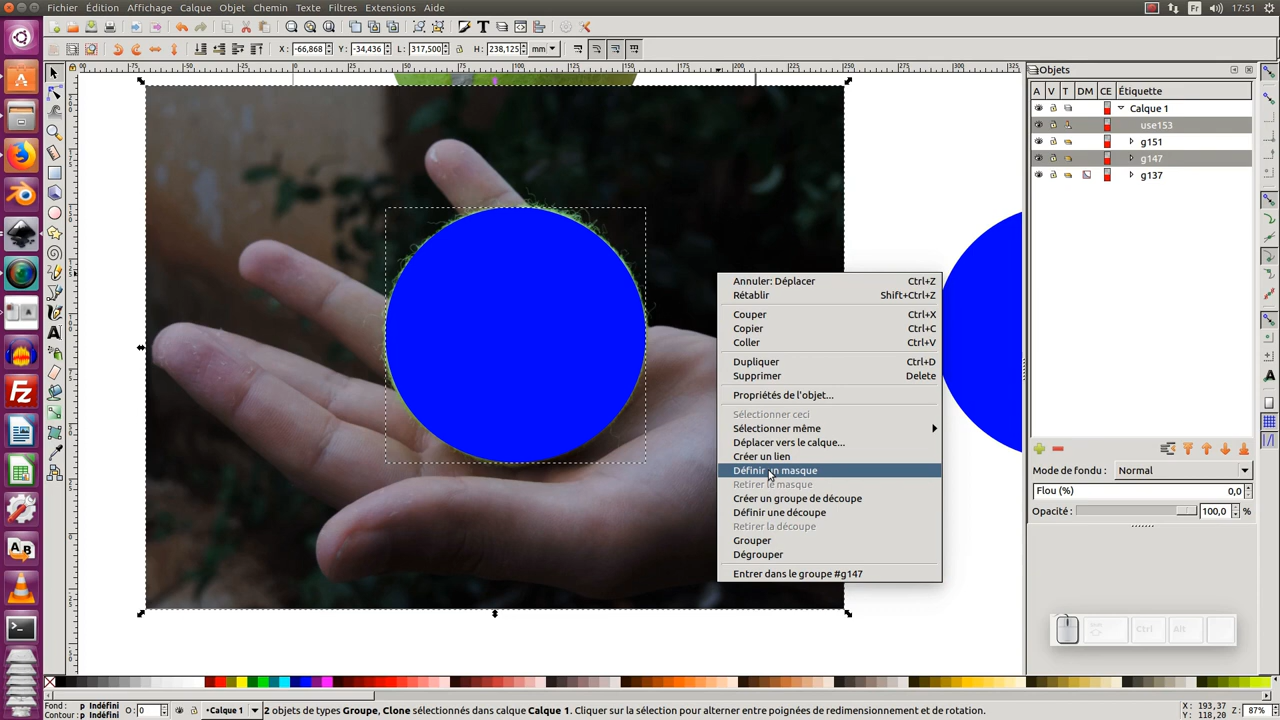 Fichier Édition Affichage Calque Objet Chemin Texte Filtres Extensions Aide
Fr 17:51
X: -66,868 Y: -34,436 L: 317,500 H: 238,125 mm
Objets
A V T DM CE Étiquette
Calque 1
use153
g151
g147
g137
Annuler: Déplacer Ctrl+Z
Rétablir Shift+Ctrl+Z
Couper Ctrl+X
Copier Ctrl+C
Coller Ctrl+V
Dupliquer Ctrl+D
Supprimer Delete
Propriétés de l'objet...
Sélectionner ceci
Sélectionner même
Déplacer vers le calque...
Créer un lien
Définir un masque
Retirer le masque
Créer un groupe de découpe
Définir une découpe
Retirer la découpe
Grouper
Dégrouper
Entrer dans le groupe #g147
Mode de fondu : Normal
Flou (%) 0,0
Opacité : 100,0 %
Shift Ctrl Alt
Fond : p Indéfini
Contour : p Indéfini
O: 0
Calque 1
2 objets de types Groupe, Clone sélectionnés dans calque Calque 1. Cliquer sur la sélection pour alterner entre poignées de redimensionnement et de rotation.
X: 193,37
Y: 118,20
Z: 87%